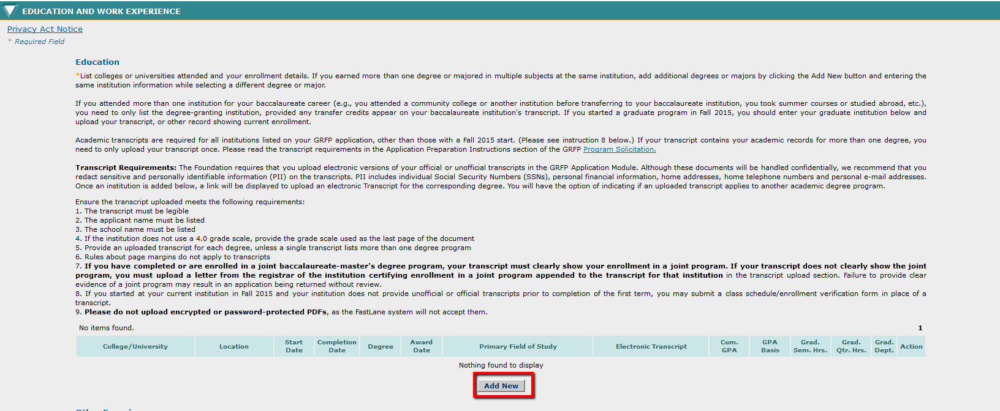 EDUCATION AND WORK EXPERIENCE
Privacy Act Notice
* Required Field
Education
*List colleges or universities attended and your enrollment details. If you earned more than one degree or majored in multiple subjects at the same institution, add additional degrees or majors by clicking the Add New button and entering the
same institution information while selecting a different degree or major.
If you attended more than one institution for your baccalaureate career (e.g., you attended a community college or another institution before transferring to your baccalaureate institution, you took summer courses or studied abroad, etc.),
you need to only list the degree-granting institution, provided any transfer credits appear on your baccalaureate institution's transcript. If you started a graduate program in Fall 2015, you should enter your graduate institution below and
upload your transcript, or other record showing current enrollment.
Academic transcripts are required for all institutions listed on your GRFP application, other than those with a Fall 2015 start. (Please see instruction 8 below.) If your transcript contains your academic records for more than one degree, you
need to only upload your transcript once. Please read the transcript requirements in the Application Preparation Instructions section of the GRFP Program Solicitation.
Transcript Requirements: The Foundation requires that you upload electronic versions of your official or unofficial transcripts in the GRFP Application Module. Although these documents will be handled confidentially, we recommend that you
redact sensitive and personally identifiable information (PII) on the transcripts. PII includes individual Social Security Numbers (SSNs), personal financial information, home addresses, home telephone numbers and personal e-mail addresses.
Once an institution is added below, a link will be displayed to upload an electronic Transcript for the corresponding degree. You will have the option of indicating if an uploaded transcript applies to another academic degree program.
Ensure the transcript uploaded meets the following requirements:
1. The transcript must be legible
2. The applicant name must be listed
3. The school name must be listed
4. If the institution does not use a 4.0 grade scale, provide the grade scale used as the last page of the document
5. Provide an uploaded transcript for each degree, unless a single transcript lists more than one degree program
6. Rules about page margins do not apply to transcripts
7. If you have completed or are enrolled in a joint baccalaureate-master's degree program, your transcript must clearly show your enrollment in a joint program. If your transcript does not clearly show the joint
program, you must upload a letter from the registrar of the institution certifying enrollment in a joint program appended to the transcript for that institution in the transcript upload section. Failure to provide clear
evidence of a joint program may result in an application being returned without review.
8. If you started at your current institution in Fall 2015 and your institution does not provide unofficial or official transcripts prior to completion of the first term, you may submit a class schedule/enrollment verification form in place of a
transcript.
9. Please do not upload encrypted or password-protected PDFs, as the FastLane system will not accept them.
No items found. 1
College/University Location Start Date Completion Date Degree Award Date Primary Field of Study Electronic Transcript Cum. GPA GPA Basis Grad. Sem. Hrs. Grad. Qtr. Hrs. Grad. Dept. Action
Nothing found to display
Add New